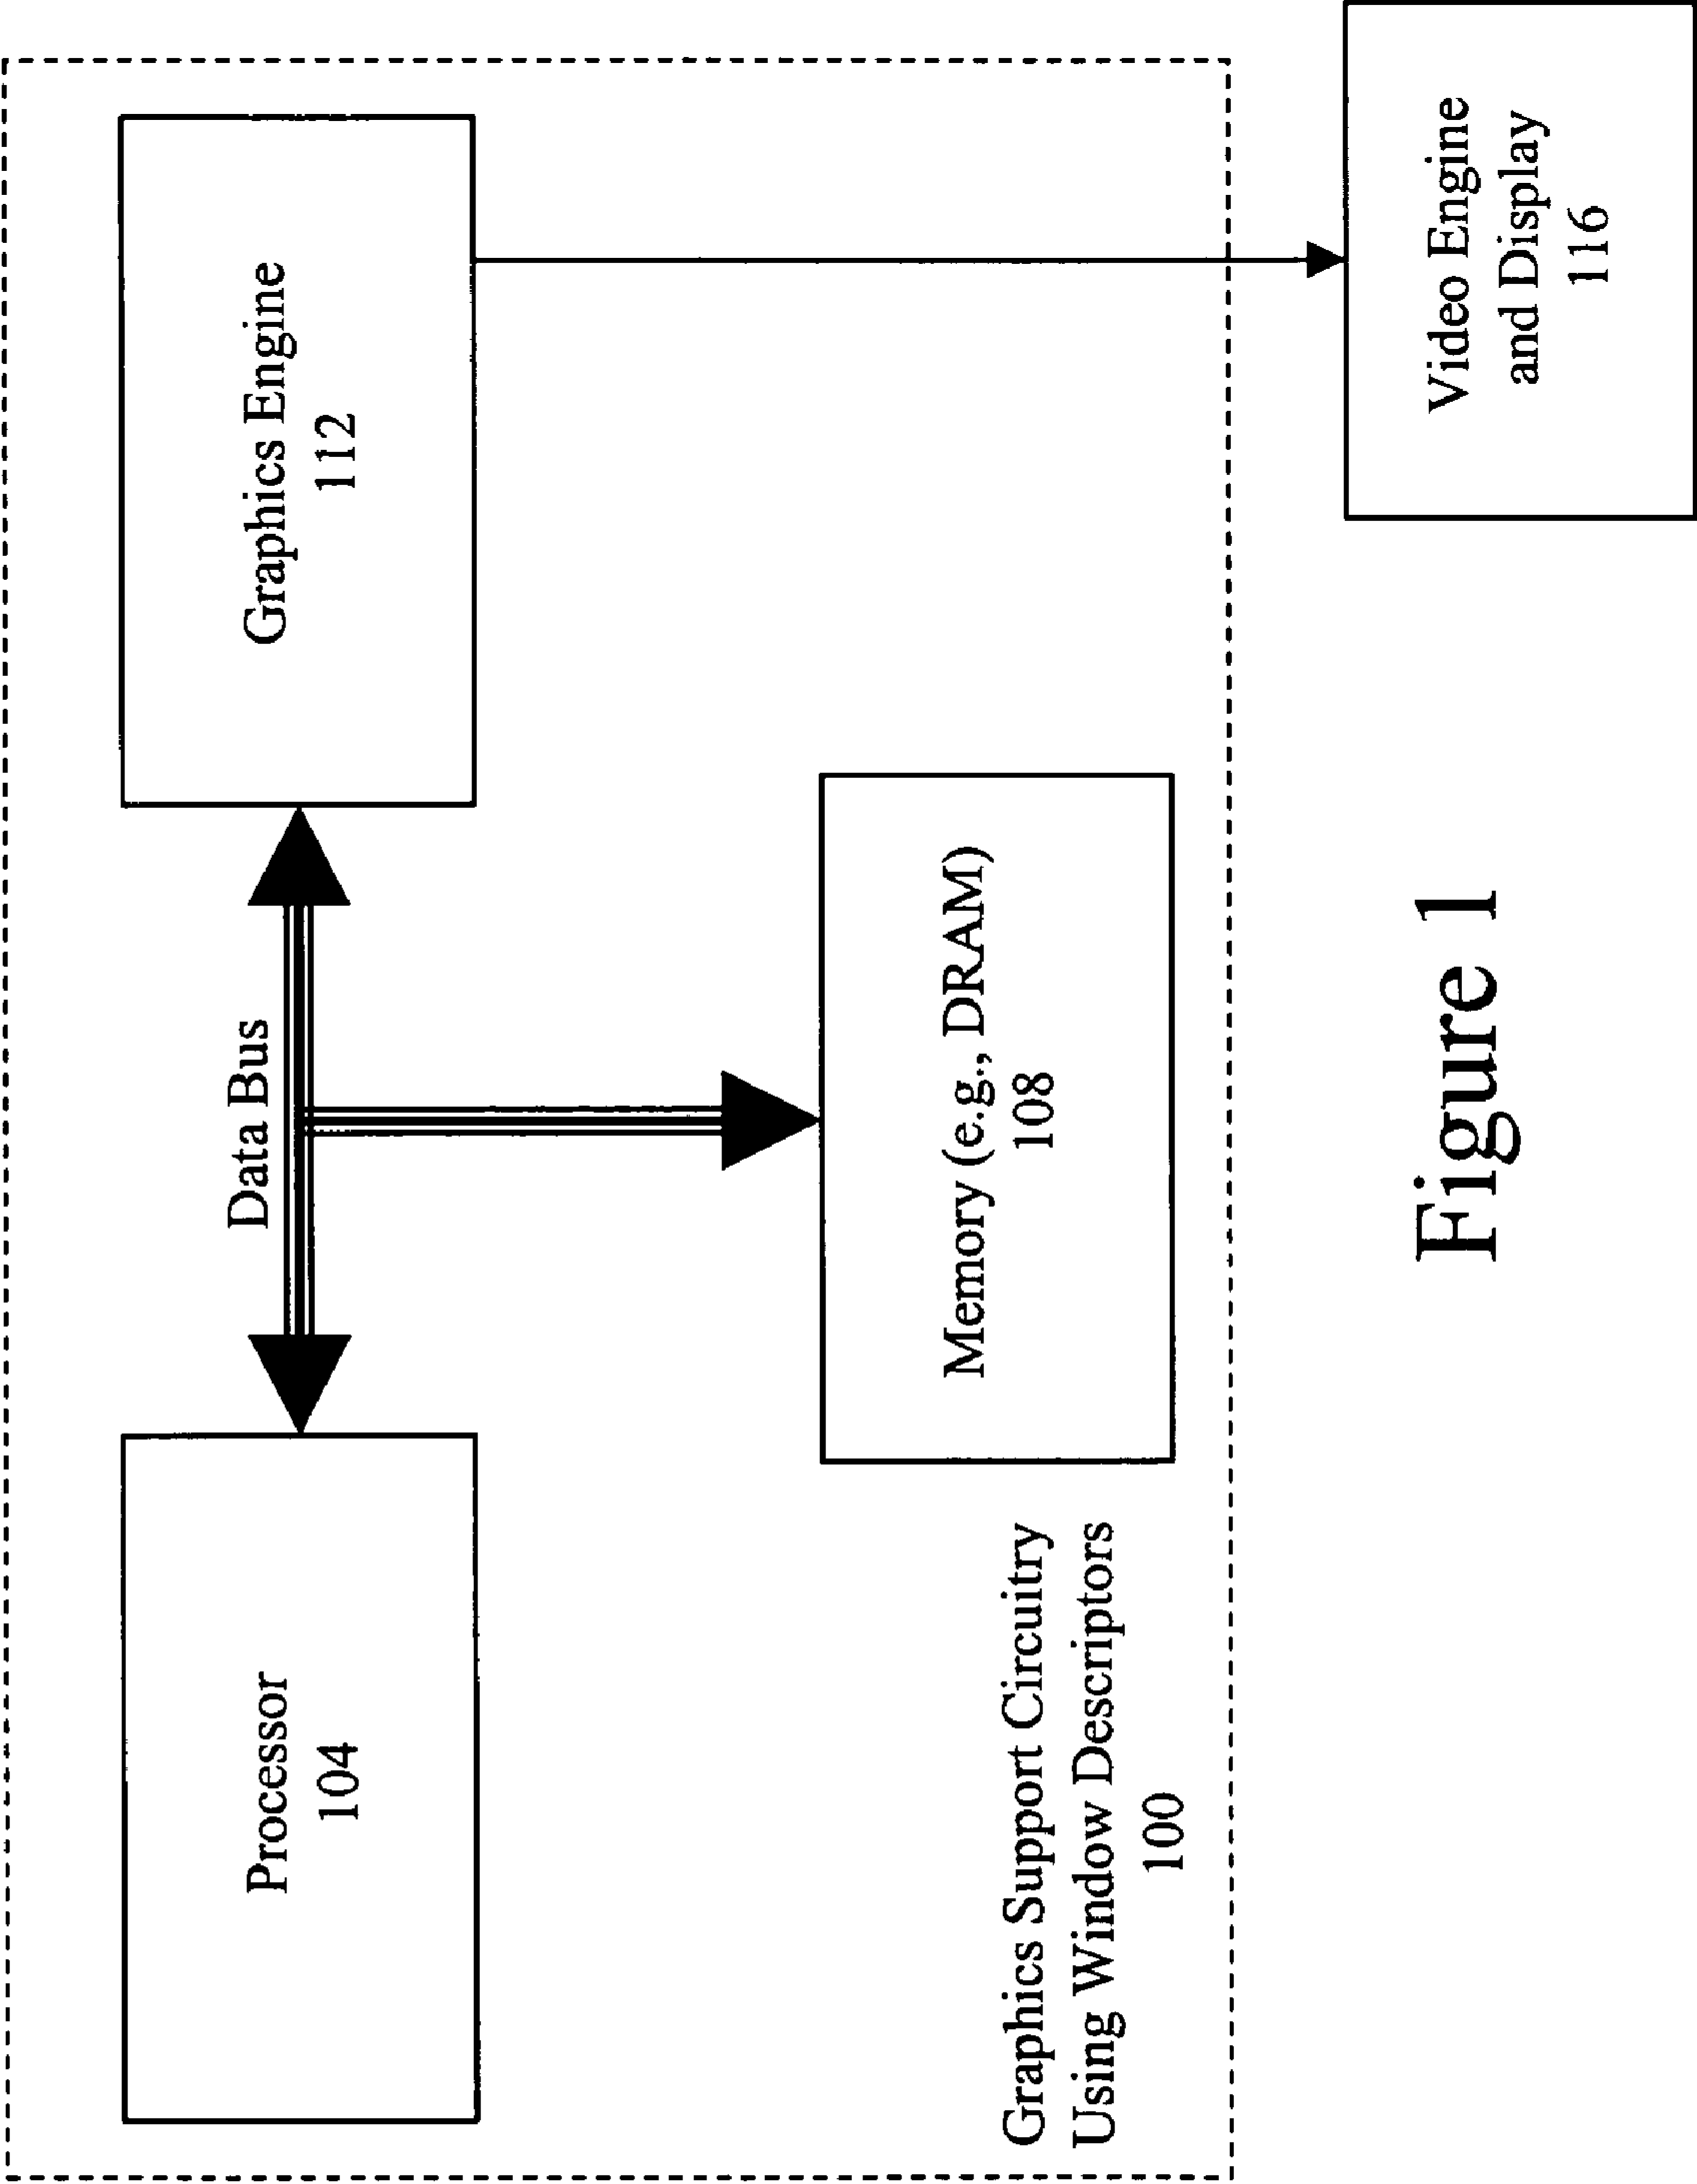 Processor
104
Data Bus
Graphics Engine
112
Memory (e.g., DRAM)
108
Graphics Support Circuitry
Using Window Descriptors
100
Video Engine
and Display
116
Figure 1